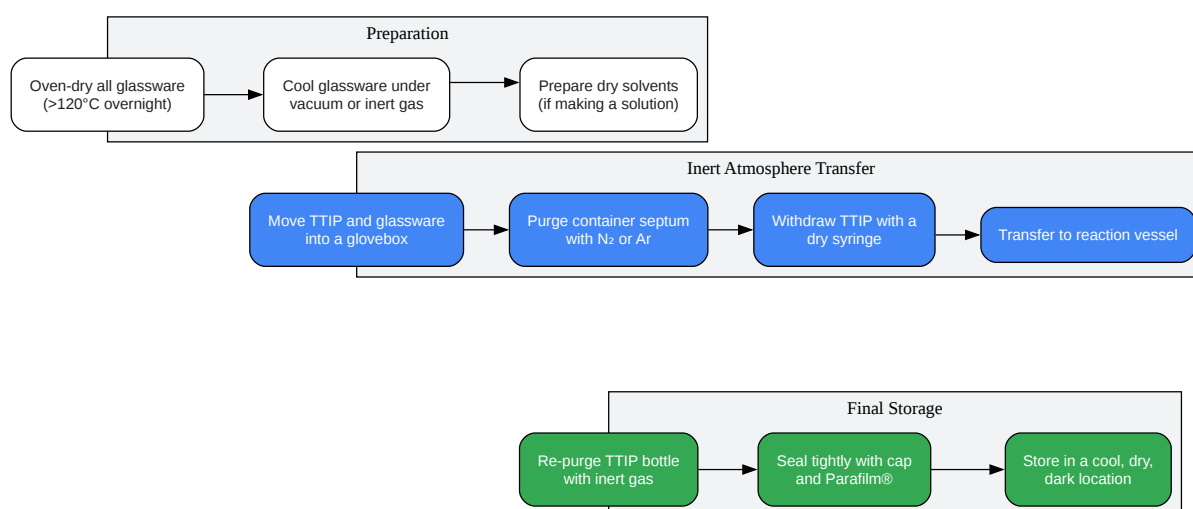 Preparation
Oven-dry all glassware
(>120°C overnight)
Cool glassware under
vacuum or inert gas
Prepare dry solvents
(if making a solution)
Inert Atmosphere Transfer
Move TTIP and glassware
into a glovebox
Purge container septum
with N₂ or Ar
Withdraw TTIP with a
dry syringe
Transfer to reaction vessel
Final Storage
Re-purge TTIP bottle
with inert gas
Seal tightly with cap
and Parafilm®
Store in a cool, dry,
dark location